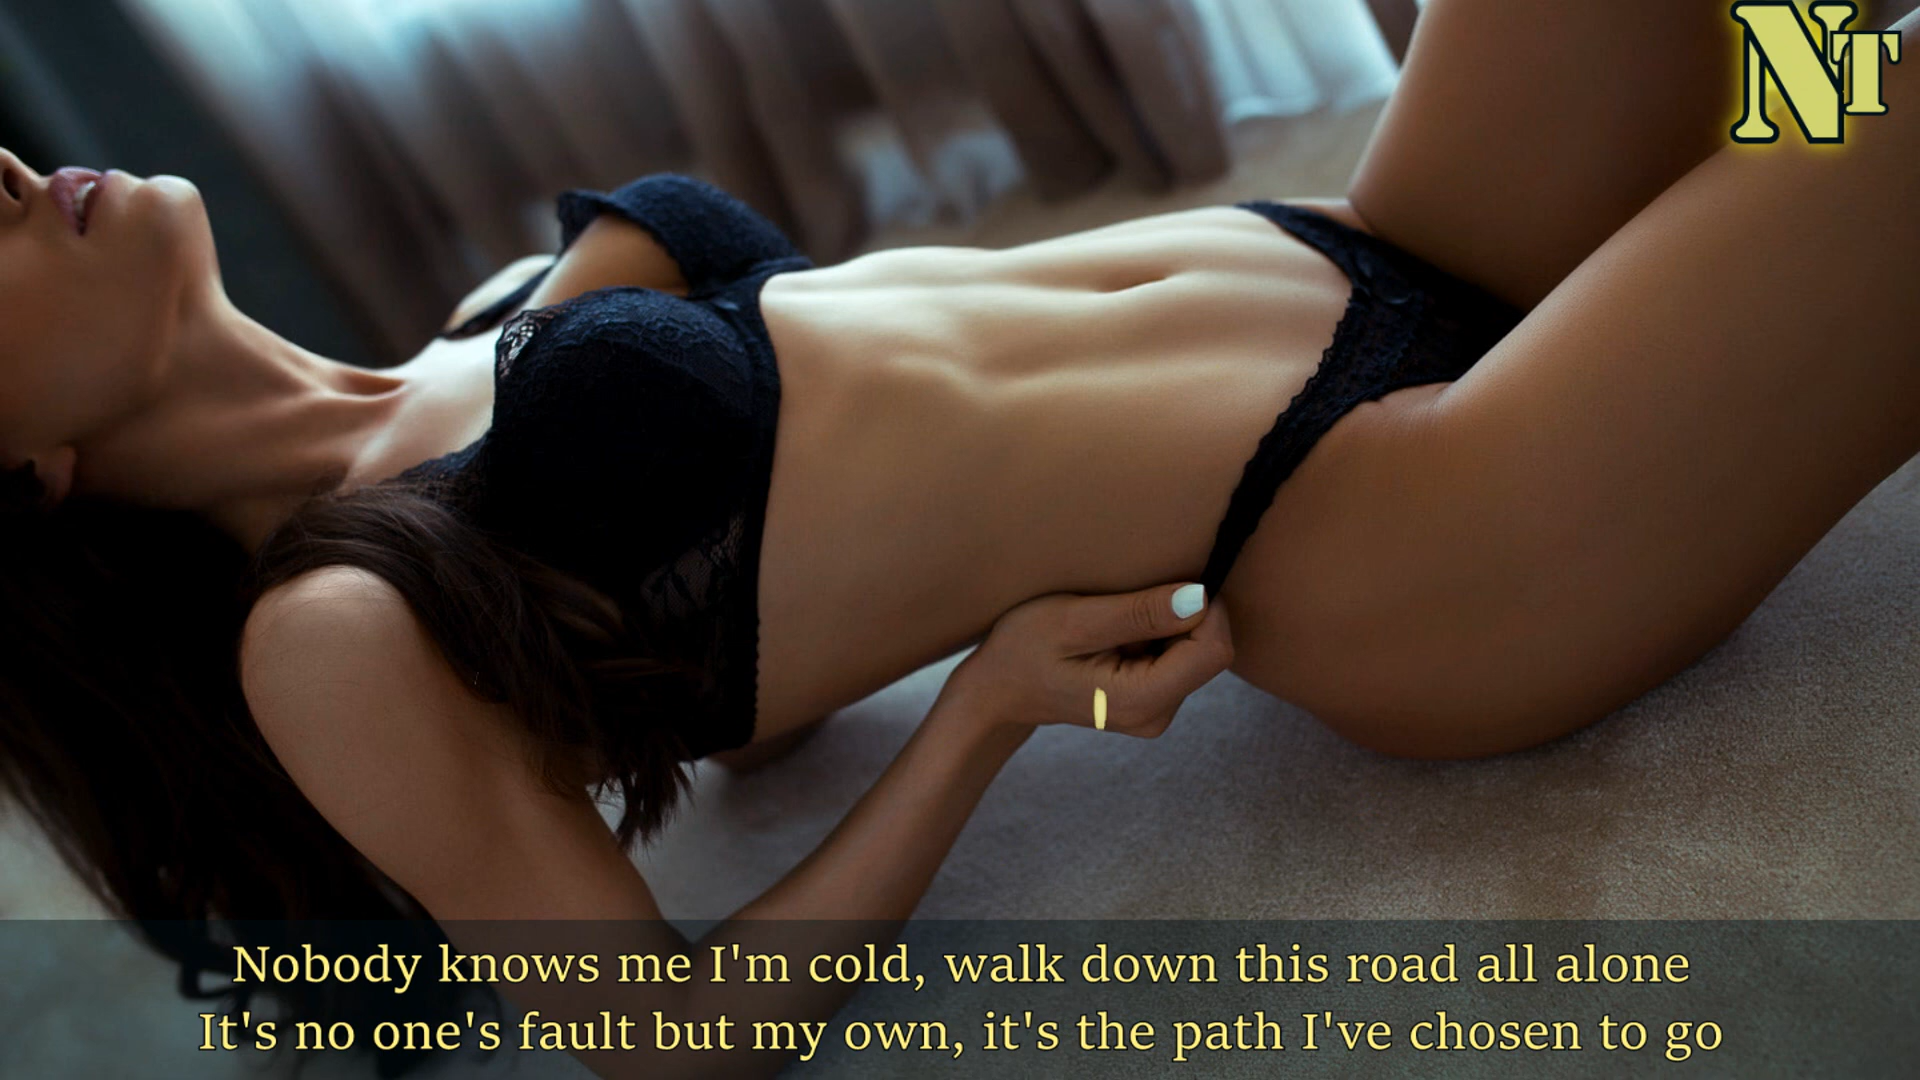 NT
Nobody knows me I'm cold, walk down this road all alone
It's no one's fault but my own, it's the path I've chosen to go